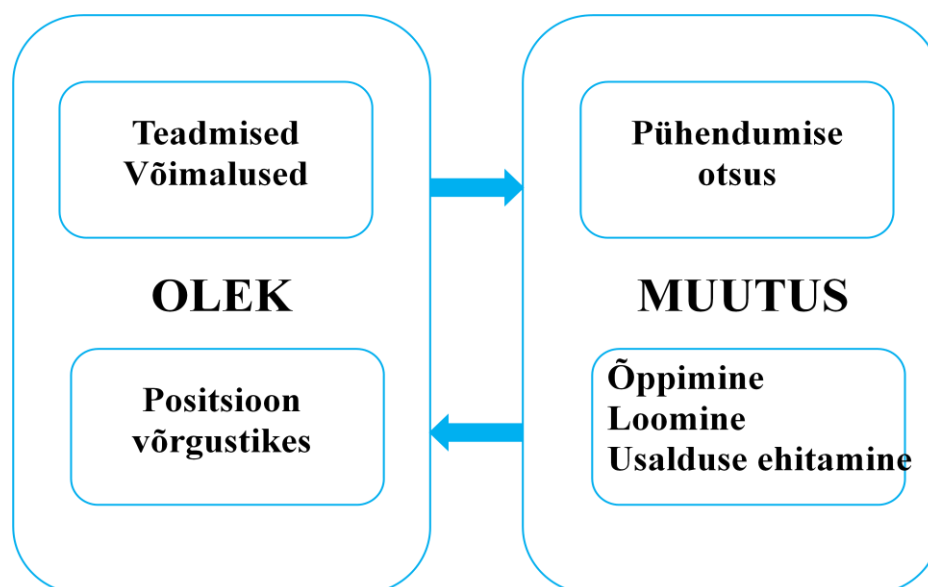 Teadmised
Võimalused
OLEK
Positsioon
võrgustikes
Pühendumise
otsus
MUUTUS
Õppimine
Loomine
Usalduse ehitamine